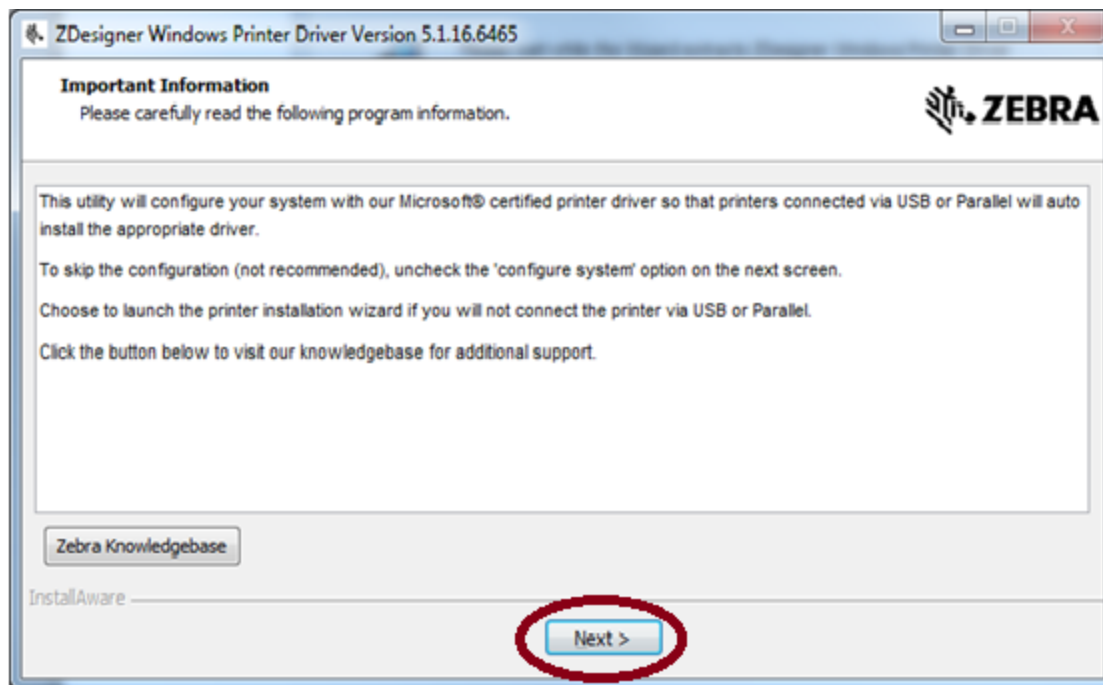 ZDesigner Windows Printer Driver Version 5.1.16.6465
Important Information
Please carefully read the following program information.
ZEBRA
This utility will configure your system with our Microsoft® certified printer driver so that printers connected via USB or Parallel will auto
install the appropriate driver.
To skip the configuration (not recommended), uncheck the 'configure system' option on the next screen.
Choose to launch the printer installation wizard if you will not connect the printer via USB or Parallel.
Click the button below to visit our knowledgebase for additional support.
Zebra Knowledgebase
InstallAware
Next >